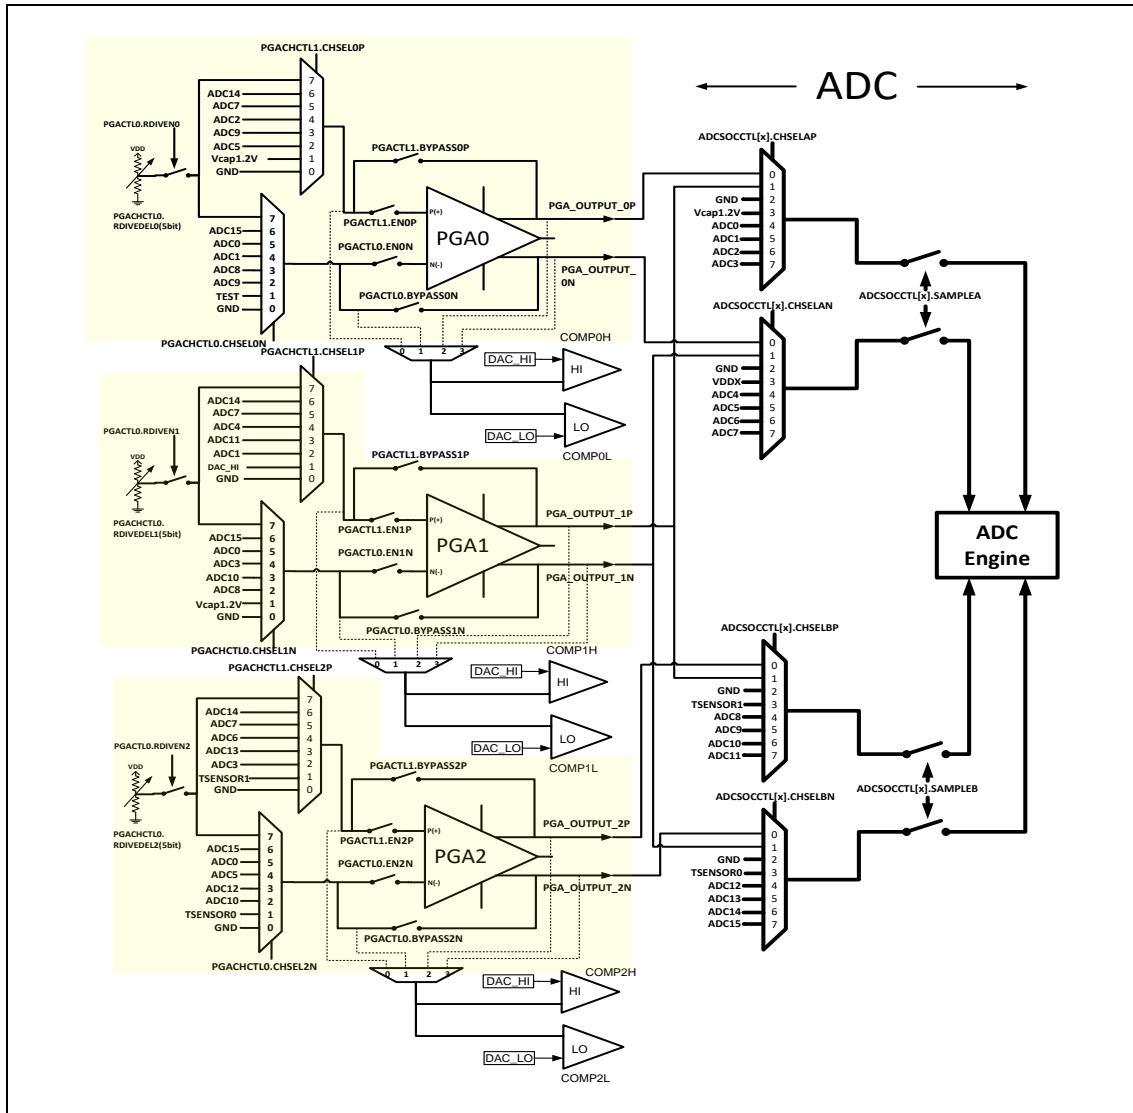 PGACHCTL1.CHSEL0P
7
ADC14 6
ADC7 5
ADC2 4
ADC9 3
ADC5 2
Vcap1.2V 1
GND 0
PGACTL0.RDIVEN0
VDD
PGACHCTL0.
RDIVEDEL0(5bit)
7
ADC15 6
ADC0 5
ADC1 4
ADC8 3
ADC9 2
TEST 1
GND 0
PGACHCTL0.CHSEL0N
PGACTL1.BYPASS0P
PGACTL1.EN0P
P(+)
PGA0
PGACTL0.EN0N
N(-)
PGACTL0.BYPASS0N
PGA_OUTPUT_0P
PGA_OUTPUT_
0N
0 1 2 3
COMP0H
DAC_HI
HI
LO
DAC_LO
COMP0L
PGACHCTL1.CHSEL1P
7
ADC14 6
ADC7 5
ADC4 4
ADC11 3
ADC1 2
DAC_HI 1
GND 0
PGACTL0.RDIVEN1
VDD
PGACHCTL0.
RDIVEDEL1(5bit)
7
ADC15 6
ADC0 5
ADC3 4
ADC10 3
ADC8 2
Vcap1.2V 1
GND 0
PGACHCTL0.CHSEL1N
PGACTL1.BYPASS1P
PGACTL1.EN1P
P(+)
PGA1
PGACTL0.EN1N
N(-)
PGACTL0.BYPASS1N
PGA_OUTPUT_1P
PGA_OUTPUT_1N
0 1 2 3
COMP1H
DAC_HI
HI
LO
DAC_LO
COMP1L
PGACHCTL1.CHSEL2P
7
ADC14 6
ADC7 5
ADC6 4
ADC13 3
ADC3 2
TSENSOR1 1
GND 0
PGACTL0.RDIVEN2
VDD
PGACHCTL0.
RDIVEDEL2(5bit)
7
ADC15 6
ADC0 5
ADC5 4
ADC12 3
ADC10 2
TSENSOR0 1
GND 0
PGACHCTL0.CHSEL2N
PGACTL1.BYPASS2P
PGACTL1.EN2P
P(+)
PGA2
PGACTL0.EN2N
N(-)
PGACTL0.BYPASS2N
PGA_OUTPUT_2P
PGA_OUTPUT_2N
0 1 2 3
COMP2H
DAC_HI
HI
LO
DAC_LO
COMP2L
ADC
ADCSOCCTL[x].CHSELAP
0
1
GND 2
Vcap1.2V 3
ADC0 4
ADC1 5
ADC2 6
ADC3 7
ADCSOCCTL[x].SAMPLEA
ADCSOCCTL[x].CHSELAN
0
1
GND 2
VDDX 3
ADC4 4
ADC5 5
ADC6 6
ADC7 7
ADC
Engine
ADCSOCCTL[x].CHSELBP
0
1
GND 2
TSENSOR1 3
ADC8 4
ADC9 5
ADC10 6
ADC11 7
ADCSOCCTL[x].SAMPLEB
ADCSOCCTL[x].CHSELBN
0
1
GND 2
TSENSOR0 3
ADC12 4
ADC13 5
ADC14 6
ADC15 7